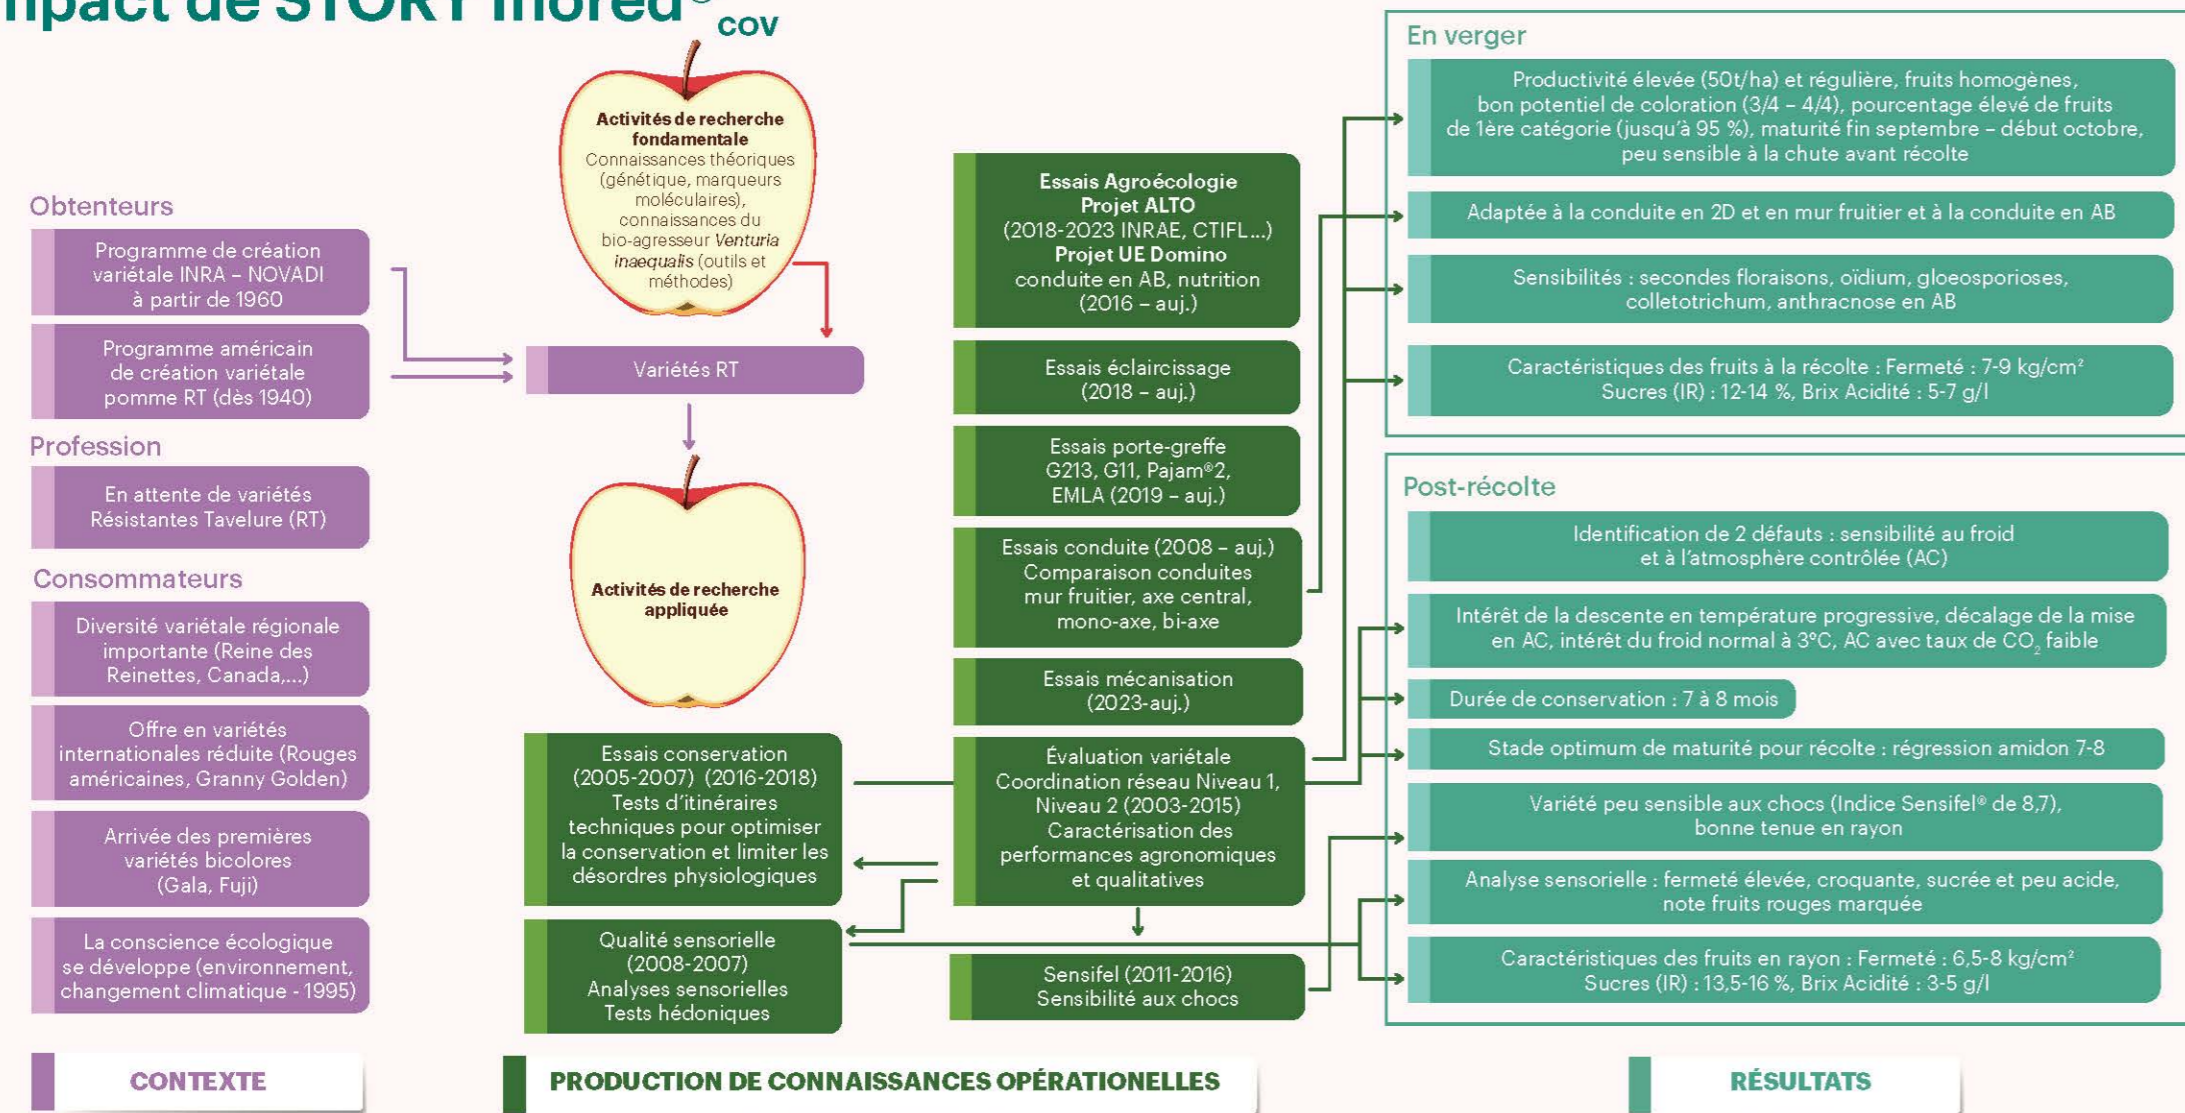 mpact de STORY Inored®
COV
Obtenteurs
Programme de création
variétale INRA – NOVADI
à partir de 1960
Programme américain
de création variétale
pomme RT (dès 1940)
Profession
En attente de variétés
Résistantes Tavelure (RT)
Consommateurs
Diversité variétale régionale
importante (Reine des
Reinettes, Canada,...)
Offre en variétés
internationales réduite (Rouges
américaines, Granny Golden)
Arrivée des premières
variétés bicolores
(Gala, Fuji)
La conscience écologique
se développe (environnement,
changement climatique - 1995)
CONTEXTE
Activités de recherche
fondamentale
Connaissances théoriques
(génétique, marqueurs
moléculaires),
connaissances du
bio-agresseur Venturia
inaequalis (outils et
méthodes)
Variétés RT
Activités de recherche
appliquée
Essais conservation
(2005-2007) (2016-2018)
Tests d'itinéraires
techniques pour optimiser
la conservation et limiter les
désordres physiologiques
Qualité sensorielle
(2008-2007)
Analyses sensorielles
Tests hédoniques
Essais Agroécologie
Projet ALTO
(2018-2023 INRAE, CTIFL...)
Projet UE Domino
conduite en AB, nutrition
(2016 – auj.)
Essais éclaircissage
(2018 – auj.)
Essais porte-greffe
G213, G11, Pajam®2,
EMLA (2019 – auj.)
Essais conduite (2008 – auj.)
Comparaison conduites
mur fruitier, axe central,
mono-axe, bi-axe
Essais mécanisation
(2023-auj.)
Évaluation variétale
Coordination réseau Niveau 1,
Niveau 2 (2003-2015)
Caractérisation des
performances agronomiques
et qualitatives
Sensifel (2011-2016)
Sensibilité aux chocs
PRODUCTION DE CONNAISSANCES OPÉRATIONELLES
En verger
Productivité élevée (50t/ha) et régulière, fruits homogènes,
bon potentiel de coloration (3/4 – 4/4), pourcentage élevé de fruits
de 1ère catégorie (jusqu'à 95 %), maturité fin septembre – début octobre,
peu sensible à la chute avant récolte
Adaptée à la conduite en 2D et en mur fruitier et à la conduite en AB
Sensibilités : secondes floraisons, oïdium, gloeosporioses,
colletotrichum, anthracnose en AB
Caractéristiques des fruits à la récolte : Fermeté : 7-9 kg/cm²
Sucres (IR) : 12-14 %, Brix Acidité : 5-7 g/l
Post-récolte
Identification de 2 défauts : sensibilité au froid
et à l'atmosphère contrôlée (AC)
Intérêt de la descente en température progressive, décalage de la mise
en AC, intérêt du froid normal à 3°C, AC avec taux de CO₂ faible
Durée de conservation : 7 à 8 mois
Stade optimum de maturité pour récolte : régression amidon 7-8
Variété peu sensible aux chocs (Indice Sensifel® de 8,7),
bonne tenue en rayon
Analyse sensorielle : fermeté élevée, croquante, sucrée et peu acide,
note fruits rouges marquée
Caractéristiques des fruits en rayon : Fermeté : 6,5-8 kg/cm²
Sucres (IR) : 13,5-16 %, Brix Acidité : 3-5 g/l
RÉSULTATS